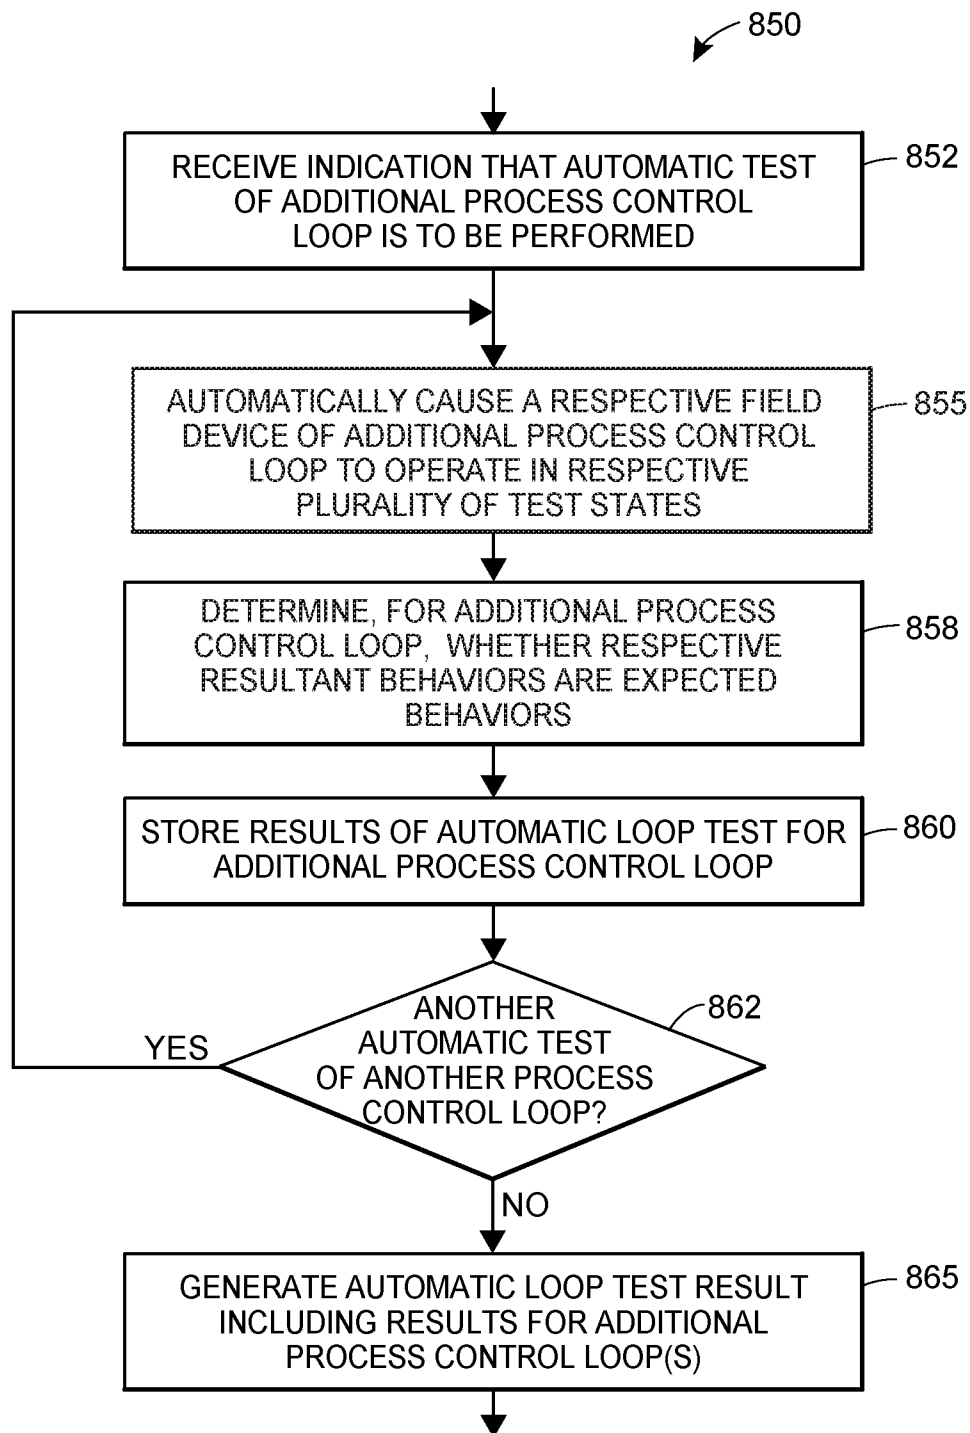 850
RECEIVE INDICATION THAT AUTOMATIC TEST
OF ADDITIONAL PROCESS CONTROL
LOOP IS TO BE PERFORMED
852
AUTOMATICALLY CAUSE A RESPECTIVE FIELD
DEVICE OF ADDITIONAL PROCESS CONTROL
LOOP TO OPERATE IN RESPECTIVE
PLURALITY OF TEST STATES
855
DETERMINE, FOR ADDITIONAL PROCESS
CONTROL LOOP, WHETHER RESPECTIVE
RESULTANT BEHAVIORS ARE EXPECTED
BEHAVIORS
858
STORE RESULTS OF AUTOMATIC LOOP TEST FOR
ADDITIONAL PROCESS CONTROL LOOP
860
ANOTHER
AUTOMATIC TEST
OF ANOTHER PROCESS
CONTROL LOOP?
862
YES
NO
GENERATE AUTOMATIC LOOP TEST RESULT
INCLUDING RESULTS FOR ADDITIONAL
PROCESS CONTROL LOOP(S)
865